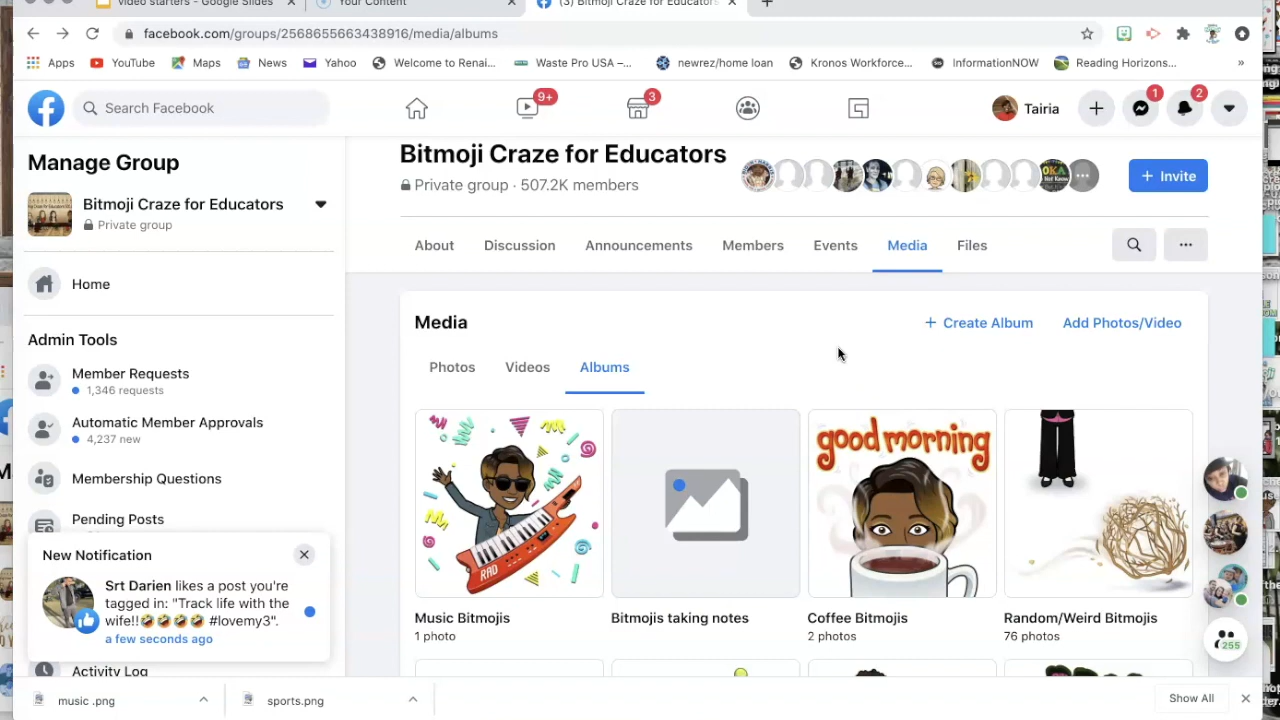 video starters - Google Slides
Your Content
(3) Bitmoji Craze for Educators
facebook.com/groups/2568655663438916/media/albums
Apps YouTube Maps News Yahoo Welcome to Renai... Waste Pro USA –... newrez/home loan Kronos Workforce... InformationNOW Reading Horizons... »
Search Facebook
9+
3
Tairia
1
2
Manage Group
Bitmoji Craze for Educators
Private group
Home
Admin Tools
Member Requests
1,346 requests
Automatic Member Approvals
4,237 new
Membership Questions
Pending Posts
New Notification
Srt Darien likes a post you're
tagged in: "Track life with the
wife!!🤣🤣🤣🤣 #lovemy3".
a few seconds ago
Activity Log
Bitmoji Craze for Educators
Private group · 507.2K members
+ Invite
About Discussion Announcements Members Events Media Files
Media
+ Create Album Add Photos/Video
Photos Videos Albums
RAD
good morning
Music Bitmojis
1 photo
Bitmojis taking notes
Coffee Bitmojis
2 photos
Random/Weird Bitmojis
76 photos
255
music .png
sports.png
Show All